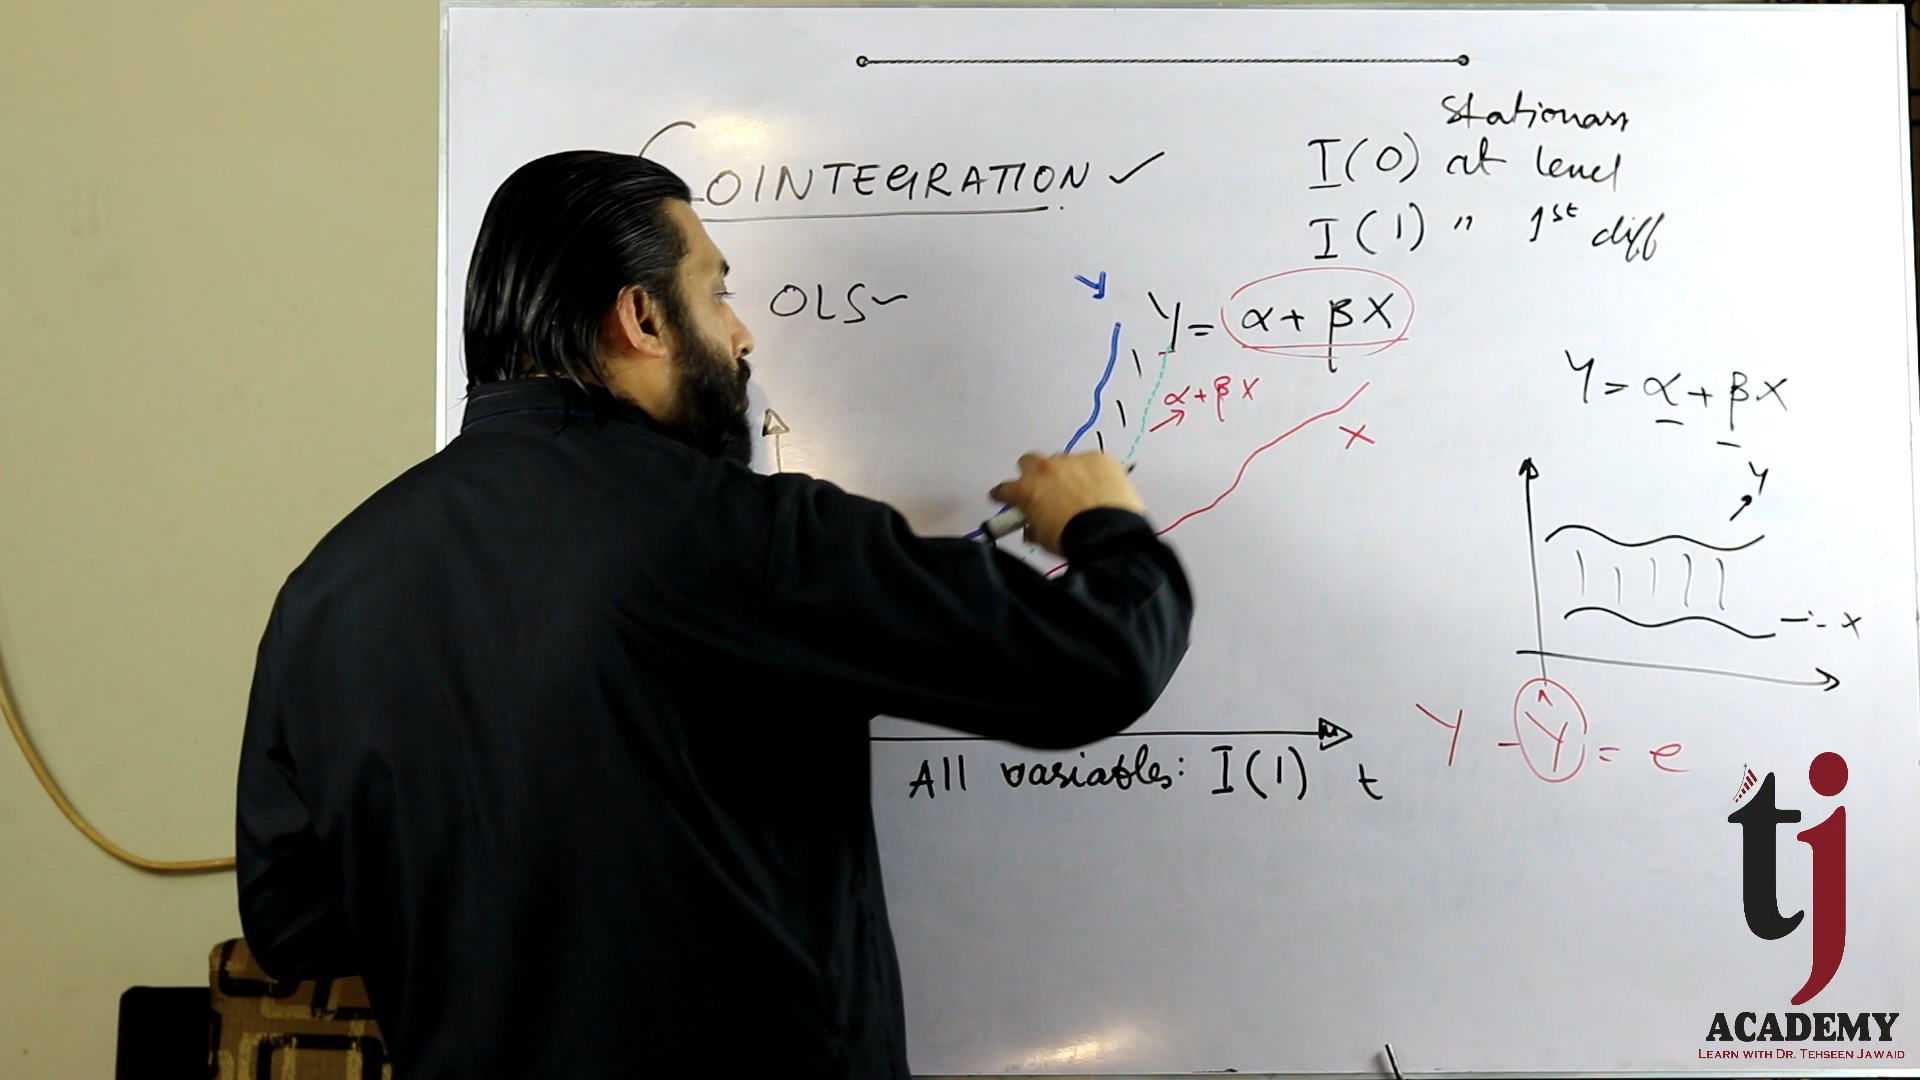 COINTEGRATION ✓
Stationary
I(0) at level
I(1) " 1st diff
OLS
Y
Y = α + βX
α + βX
X
Y = α + βX
Y
X
Y - Ŷ = e
All variables: I(1) t
tj
ACADEMY
LEARN WITH DR. TEHSEEN JAWAID